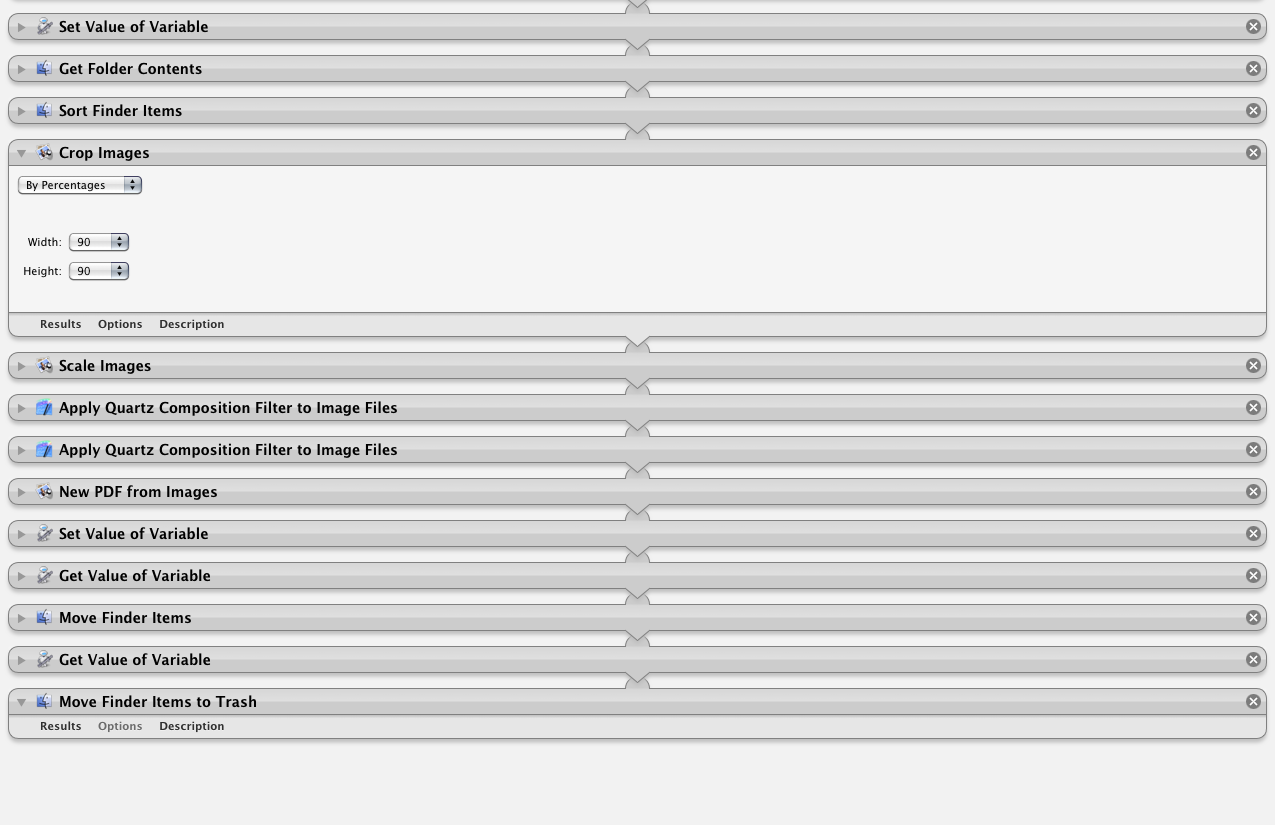 Set Value of Variable
Get Folder Contents
Sort Finder Items
Crop Images
By Percentages
Width: 90
Height: 90
Results Options Description
Scale Images
Apply Quartz Composition Filter to Image Files
Apply Quartz Composition Filter to Image Files
New PDF from Images
Set Value of Variable
Get Value of Variable
Move Finder Items
Get Value of Variable
Move Finder Items to Trash
Results Options Description